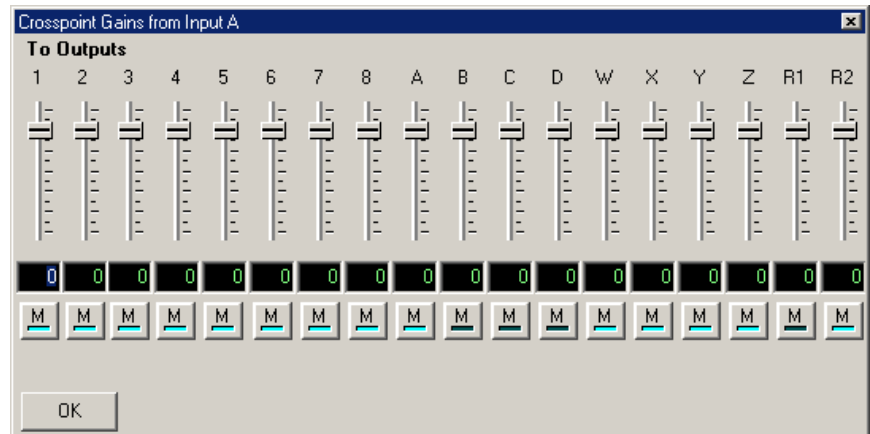 Crosspoint Gains from Input A
To Outputs
1 2 3 4 5 6 7 8 A B C D W X Y Z R1 R2
0 0 0 0 0 0 0 0 0 0 0 0 0 0 0 0 0 0
M M M M M M M M M M M M M M M M M M
OK